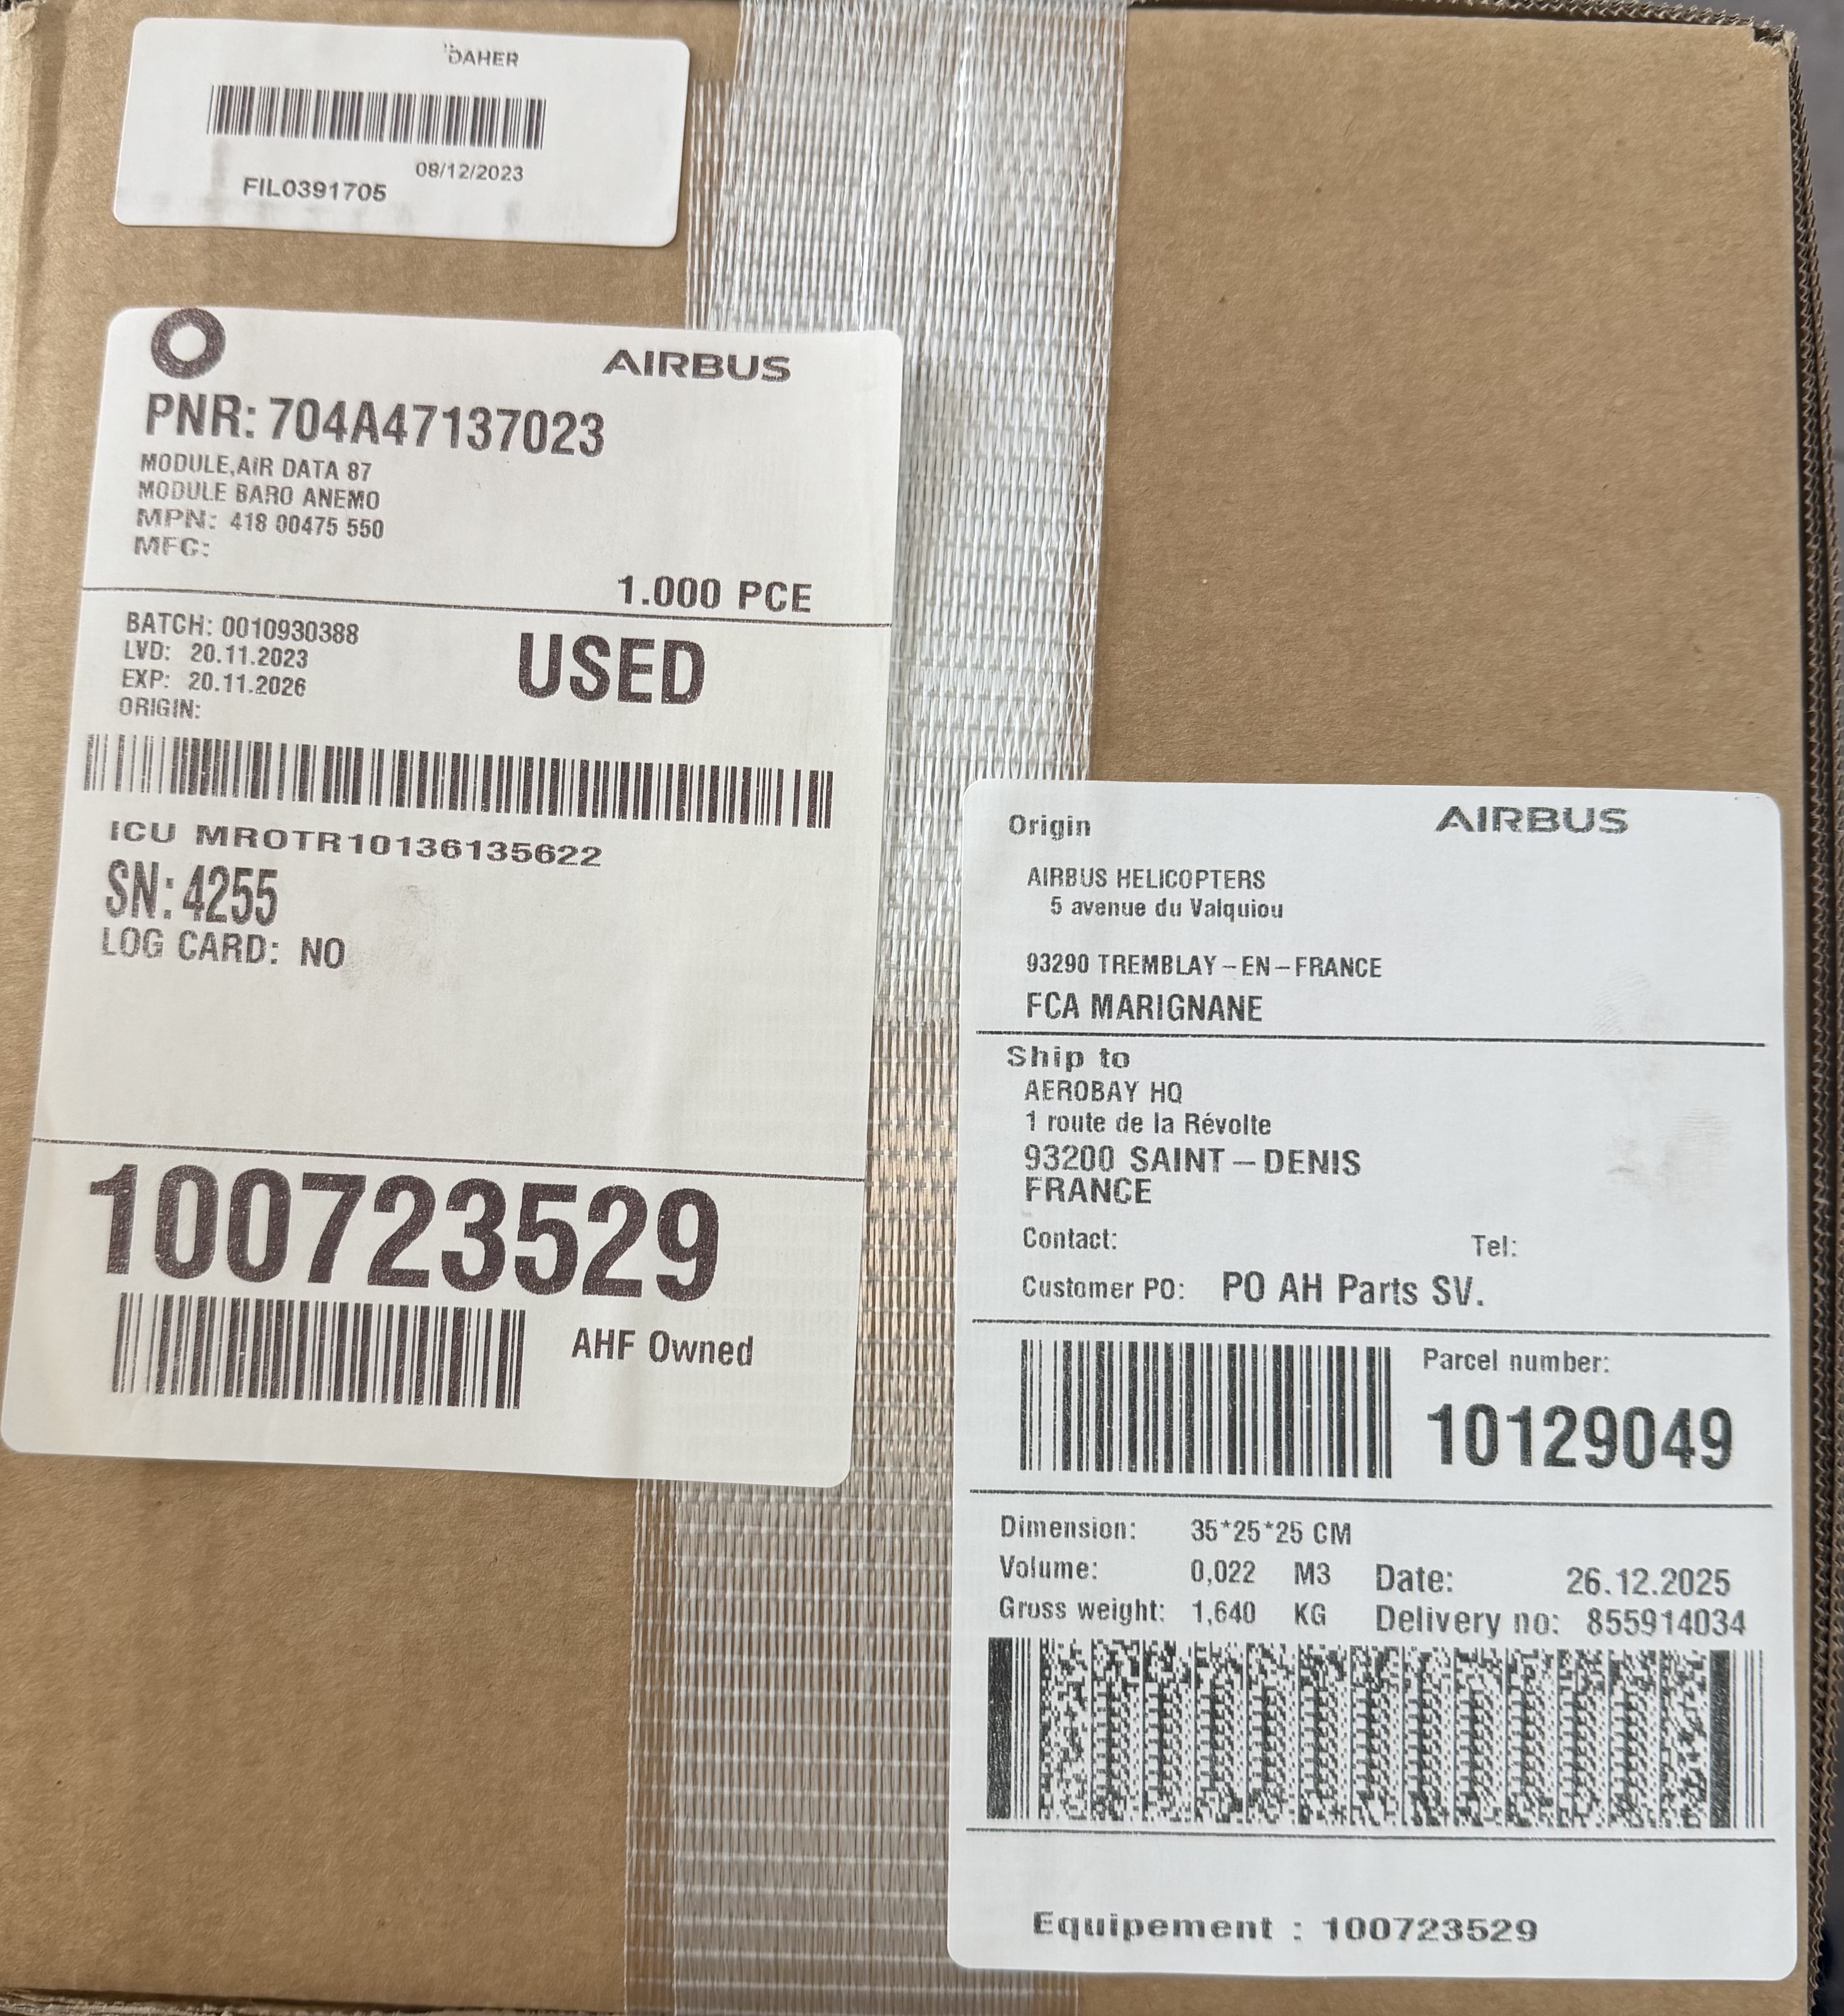 DAHER
08/12/2023
FIL0391705
AIRBUS
PNR: 704A47137023
MODULE,AIR DATA 87
MODULE BARO ANEMO
MPN: 418 00475 550
MFC:
1.000 PCE
BATCH: 0010930388
USED
LVD: 20.11.2023
EXP: 20.11.2026
ORIGIN:
ICU MROTR10136135622
SN: 4255
LOG CARD: NO
100723529
AHF Owned
Origin
AIRBUS
AIRBUS HELICOPTERS
5 avenue du Valquiou
93290 TREMBLAY-EN-FRANCE
FCA MARIGNANE
Ship to
AEROBAY HQ
1 route de la Révolte
93200 SAINT-DENIS
FRANCE
Contact: Tel:
Customer PO: PO AH Parts SV.
Parcel number:
10129049
Dimension: 35*25*25 CM
Volume: 0,022 M3 Date: 26.12.2025
Gross weight: 1,640 KG Delivery no: 855914034
Equipement : 100723529